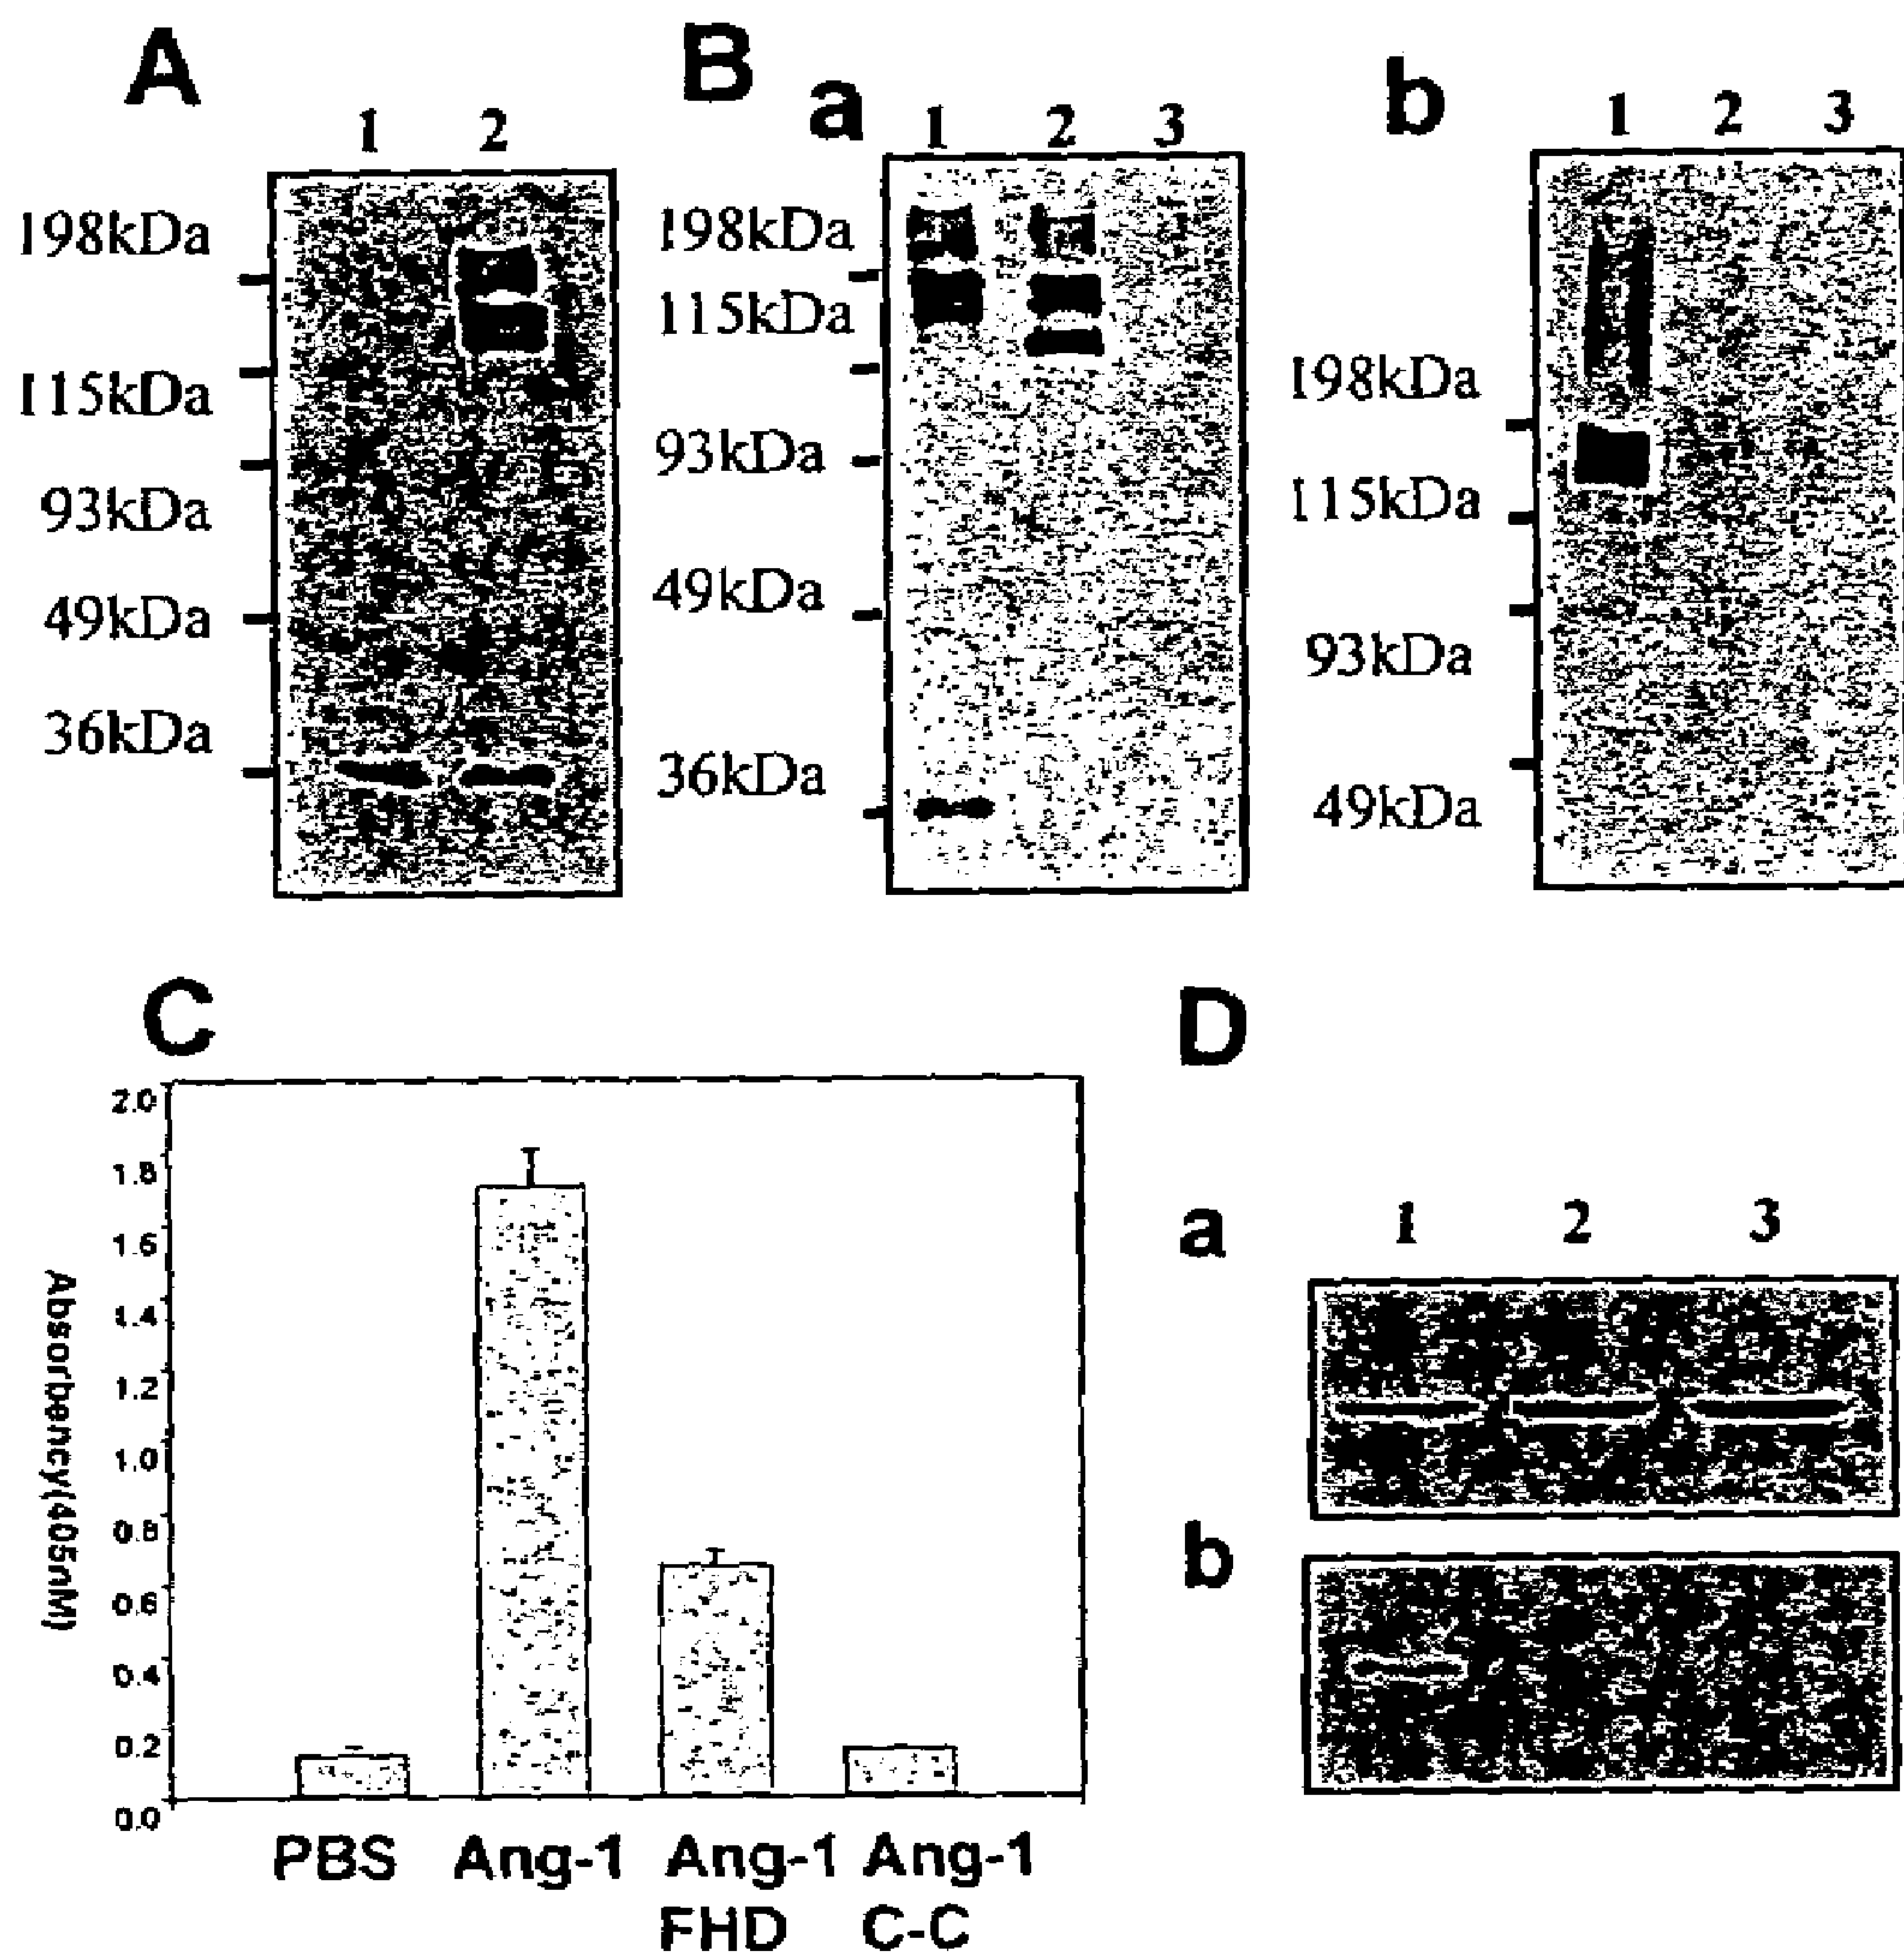 A
1 2
198kDa
115kDa
93kDa
49kDa
36kDa
B
a
1 2 3
198kDa
115kDa
93kDa
49kDa
36kDa
b
1 2 3
198kDa
115kDa
93kDa
49kDa
C
2.0
1.8
1.6
1.4
1.2
1.0
0.8
0.6
0.4
0.2
0.0
Absorbency(405nM)
PBS Ang-1 Ang-1 Ang-1
FHD C-C
D
a
1 2 3
b